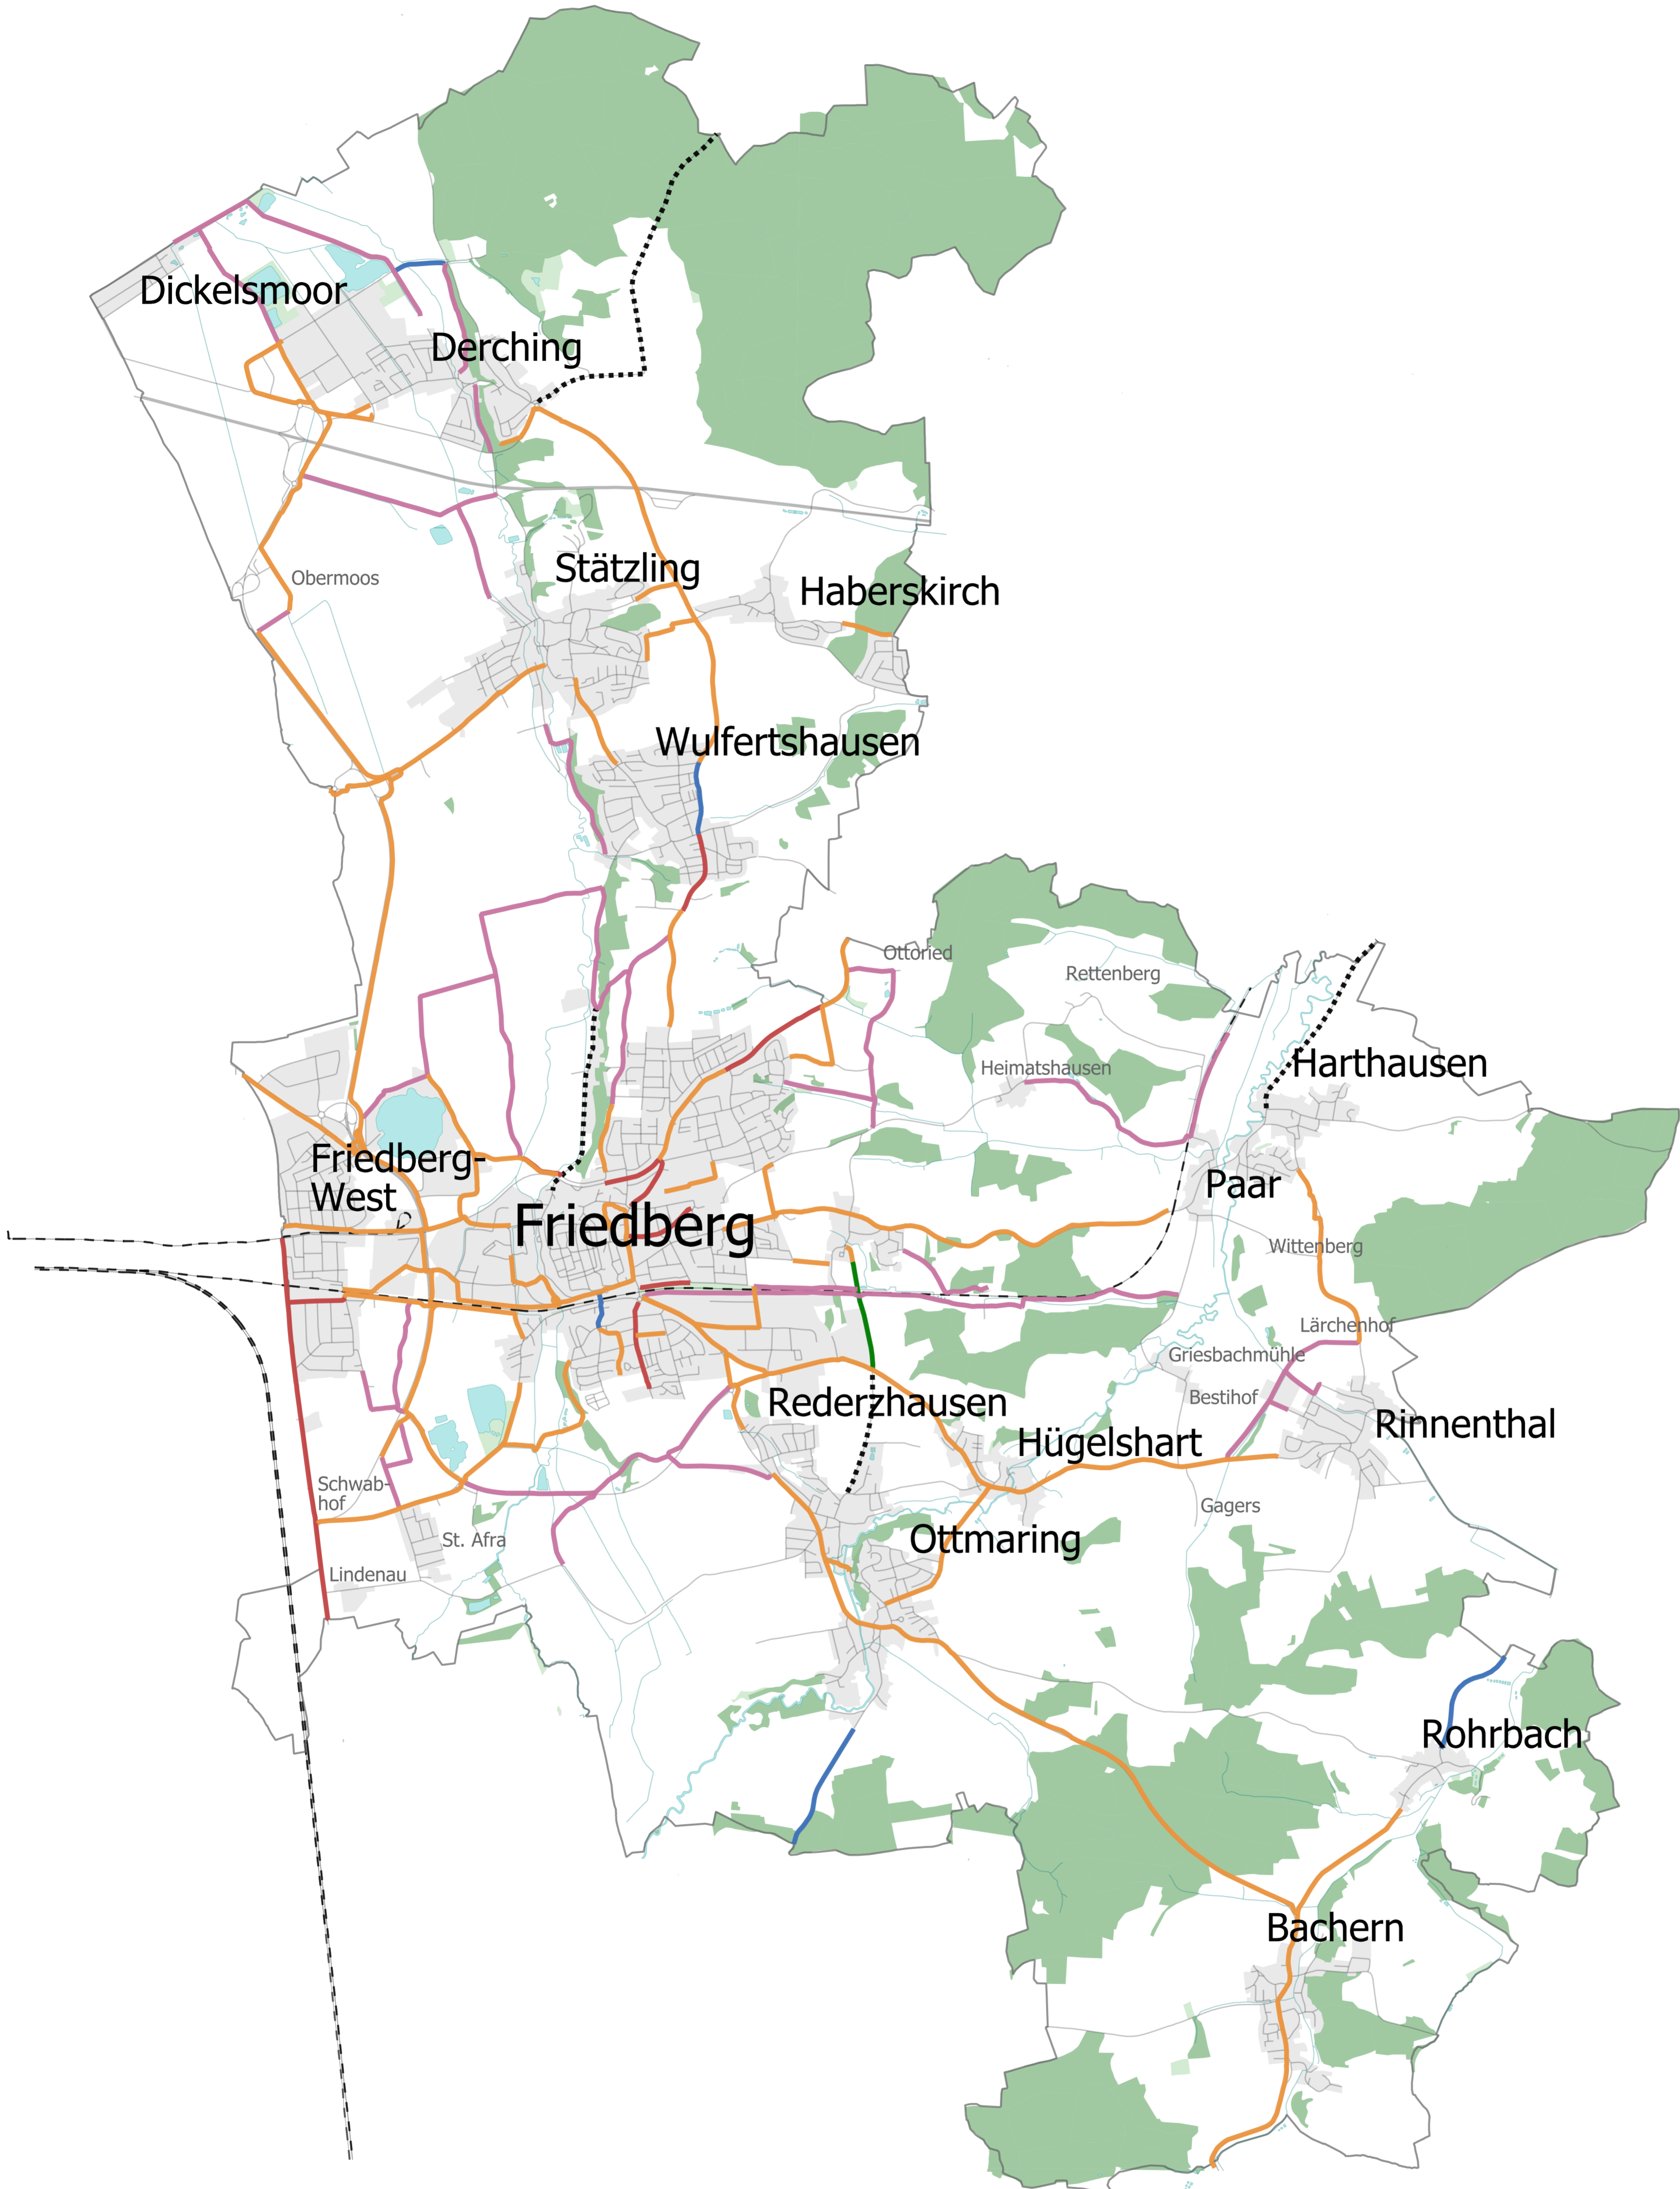 Dickelsmoor
Derching
Stätzling
Obermoos
Haberskirch
Wulfertshausen
Ottoried
Rettenberg
Heimatshausen
Harthausen
Friedberg-
West
Paar
Friedberg
Wittenberg
Lärchenhof
Griesbachmühle
Bestihof
Rederzhausen
Rinnenthal
Hügelshart
Schwab-
hof
Gagers
St. Afra
Ottmaring
Lindenau
Rohrbach
Bachern